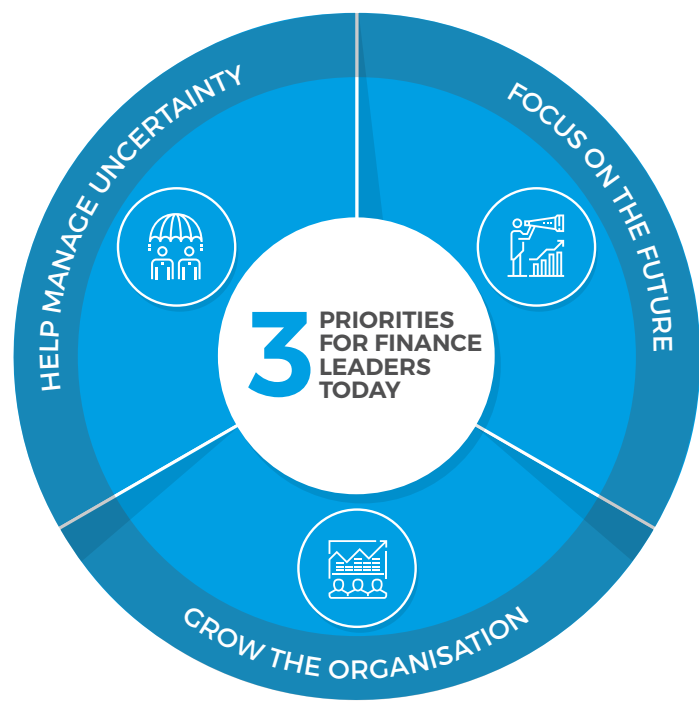 3
PRIORITIES
FOR FINANCE
LEADERS
TODAY
HELP MANAGE UNCERTAINTY
FOCUS ON THE FUTURE
GROW THE ORGANISATION